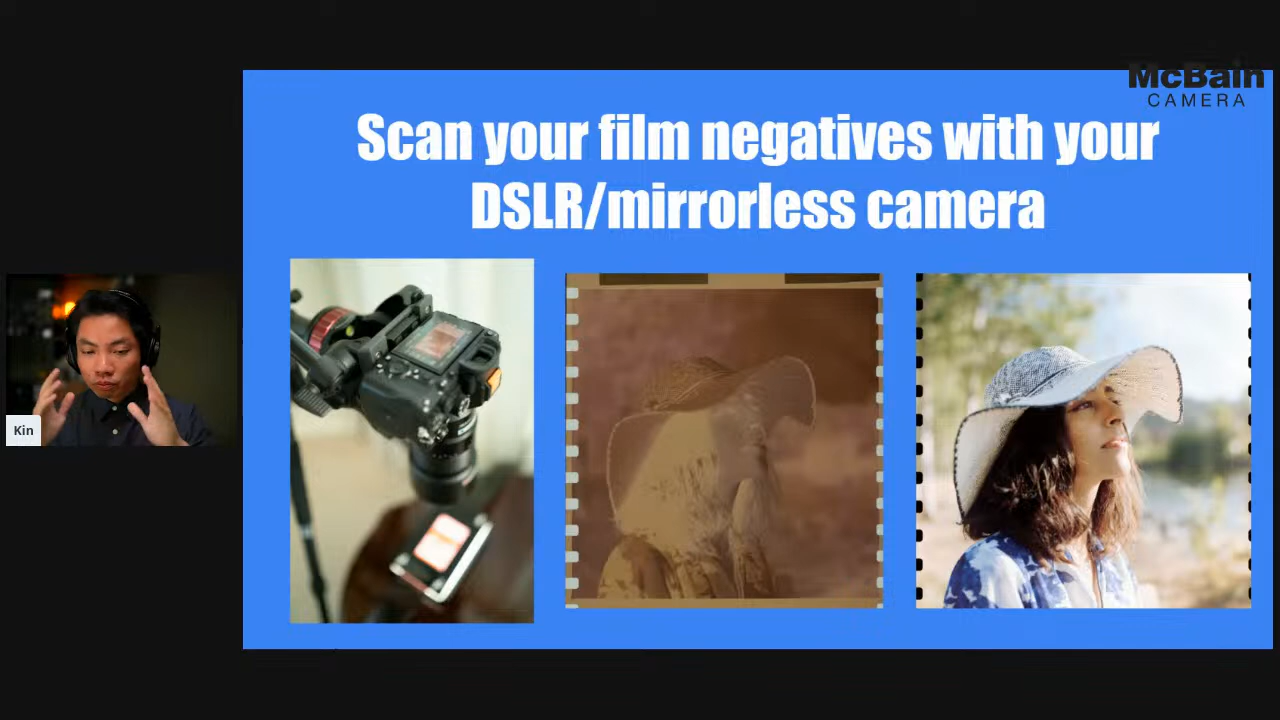 McBain
CAMERA
Scan your film negatives with your
DSLR/mirrorless camera
Kin